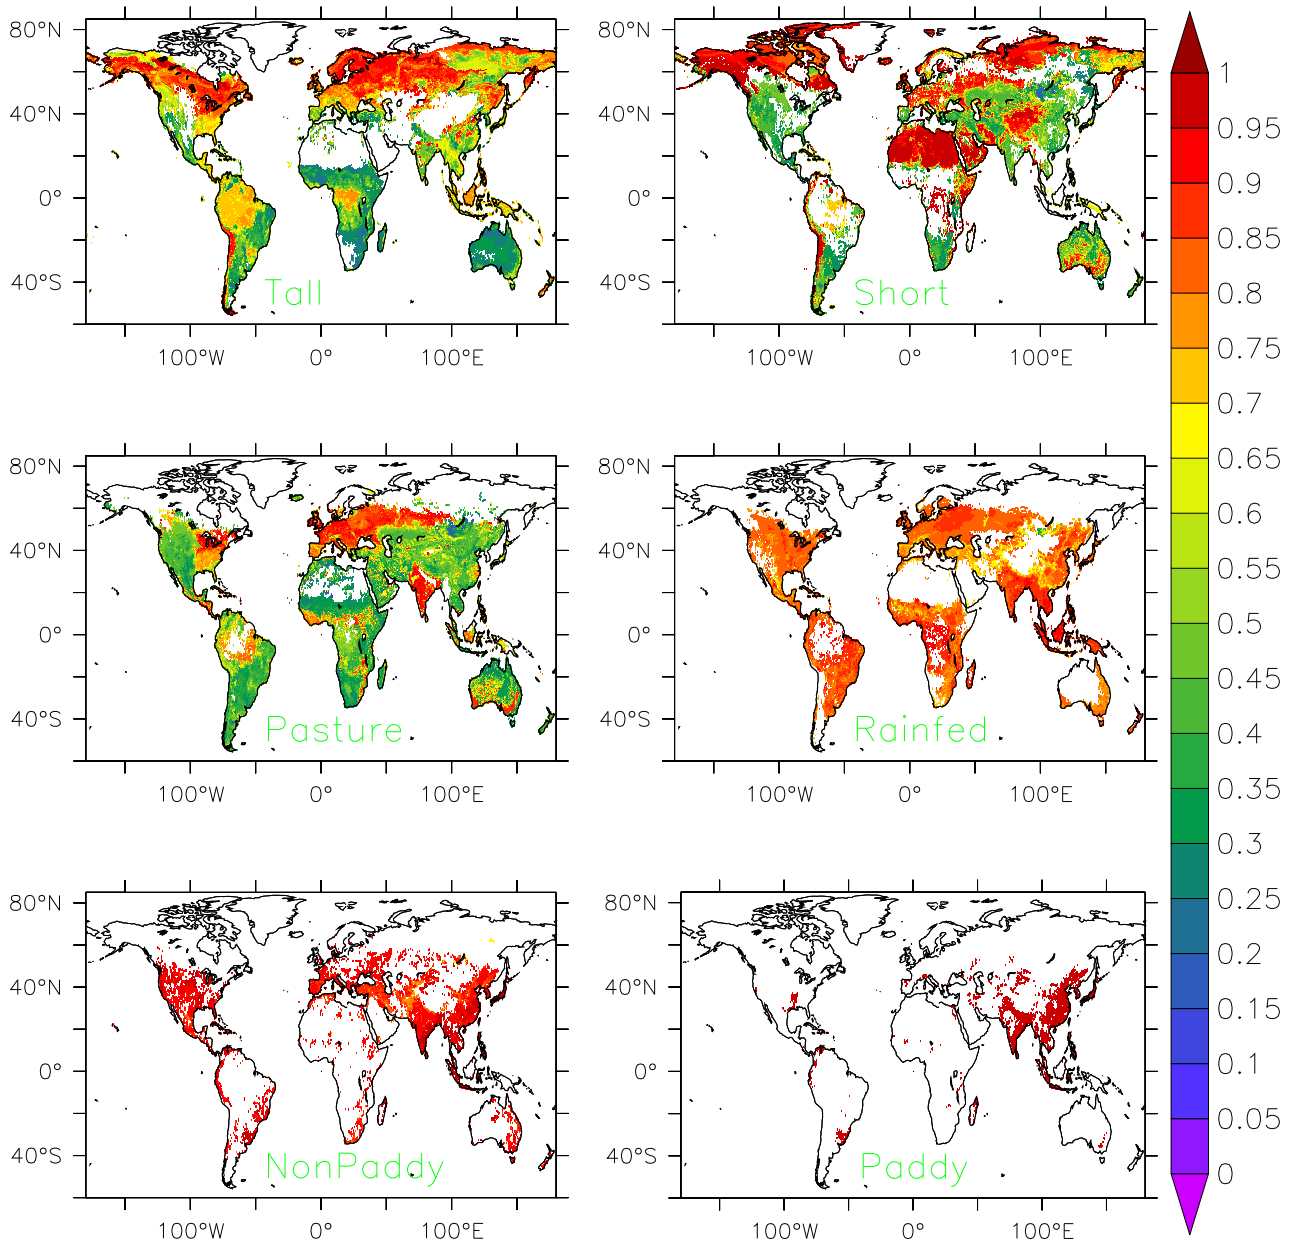 80°N
40°N
0°
40°S
Tall
100°W 0° 100°E
80°N
40°N
0°
40°S
Short
100°W 0° 100°E
80°N
40°N
0°
40°S
Pasture
100°W 0° 100°E
80°N
40°N
0°
40°S
Rainfed
100°W 0° 100°E
80°N
40°N
0°
40°S
NonPaddy
100°W 0° 100°E
80°N
40°N
0°
40°S
Paddy
100°W 0° 100°E
1
0.95
0.9
0.85
0.8
0.75
0.7
0.65
0.6
0.55
0.5
0.45
0.4
0.35
0.3
0.25
0.2
0.15
0.1
0.05
0